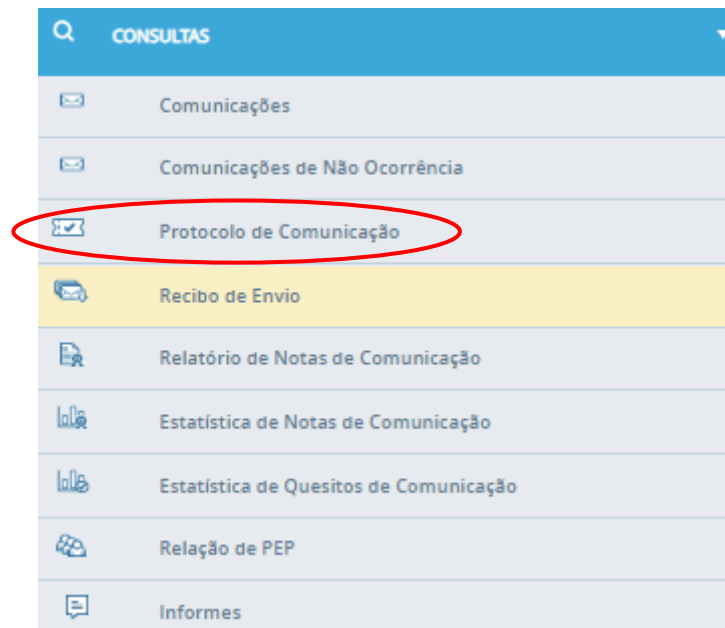 CONSULTAS
Comunicações
Comunicações de Não Ocorrência
Protocolo de Comunicação
Recibo de Envio
Relatório de Notas de Comunicação
Estatística de Notas de Comunicação
Estatística de Quesitos de Comunicação
Relação de PEP
Informes